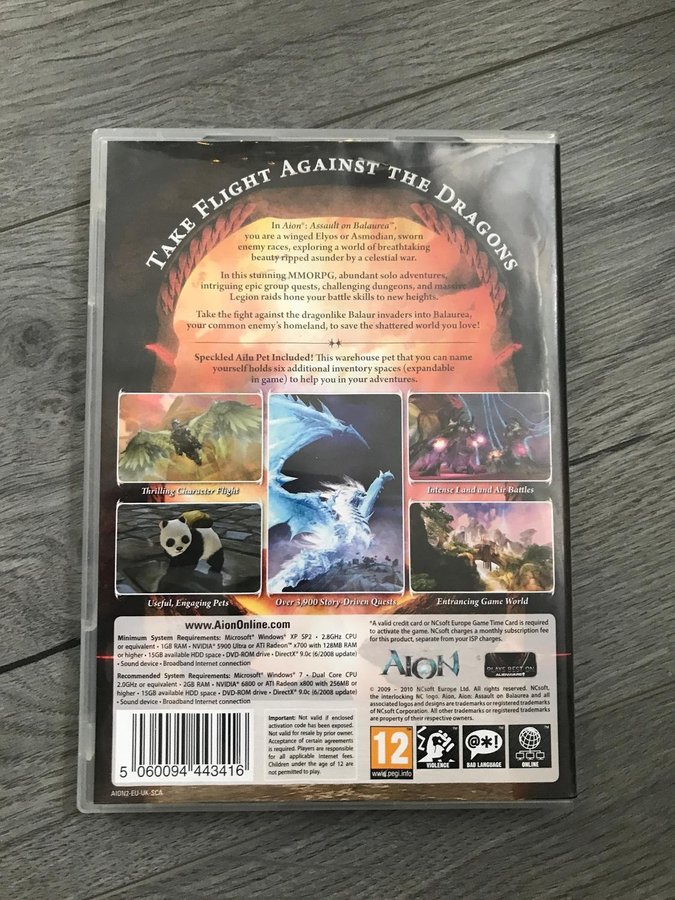 TAKE FLIGHT AGAINST THE DRAGONS
In Aion®: Assault on Balaurea™,
you are a winged Elyos or Asmodian, sworn
enemy races, exploring a world of breathtaking
beauty ripped asunder by a celestial war.
In this stunning MMORPG, abundant solo adventures,
intriguing epic group quests, challenging dungeons, and massive
Legion raids hone your battle skills to new heights.
Take the fight against the dragonlike Balaur invaders into Balaurea,
your common enemy's homeland, to save the shattered world you love!
Speckled Ailu Pet Included! This warehouse pet that you can name
yourself holds six additional inventory spaces (expandable
in game) to help you in your adventures.
Thrilling Character Flight
Intense Land and Air Battles
Useful, Engaging Pets
Over 3,900 Story-Driven Quests
Entrancing Game World
www.AionOnline.com
Minimum System Requirements: Microsoft® Windows® XP SP2 • 2.8GHz CPU
or equivalent • 1GB RAM • NVIDIA® 5900 Ultra or ATI Radeon™ x700 with 128MB RAM
or higher • 15GB available HDD space • DVD-ROM drive • DirectX® 9.0c (6/2008 update)
• Sound device • Broadband Internet connection
Recommended System Requirements: Microsoft® Windows® 7 • Dual Core CPU
2.0GHz or equivalent • 2GB RAM • NVIDIA® 6800 or ATI Radeon x800 with 256MB or
higher • 15GB available HDD space • DVD-ROM drive • DirectX® 9.0c (6/2008 update)
• Sound device • Broadband Internet connection
*A valid credit card or NCsoft Europe Game Time Card is required
to activate the game. NCsoft charges a monthly subscription fee
for this product, separate from your ISP charges.
AION
PLAYS BEST ON
ALIENWARE
© 2009 - 2010 NCsoft Europe Ltd. All rights reserved. NCsoft,
the interlocking NC logo, Aion, Aion: Assault on Balaurea and all
associated logos and designs are trademarks or registered trademarks
of NCsoft Corporation. All other trademarks or registered trademarks
are property of their respective owners.
5 060094 443416
Important: Not valid if enclosed
activation code has been exposed.
Not valid for resale by prior owner.
Acceptance of certain agreements
is required. Players are responsible
for all applicable Internet fees.
Children under the age of 12 are
not permitted to play.
12
www.pegi.info
VIOLENCE
@*!
BAD LANGUAGE
ONLINE
AION2-EU-UK-SCA